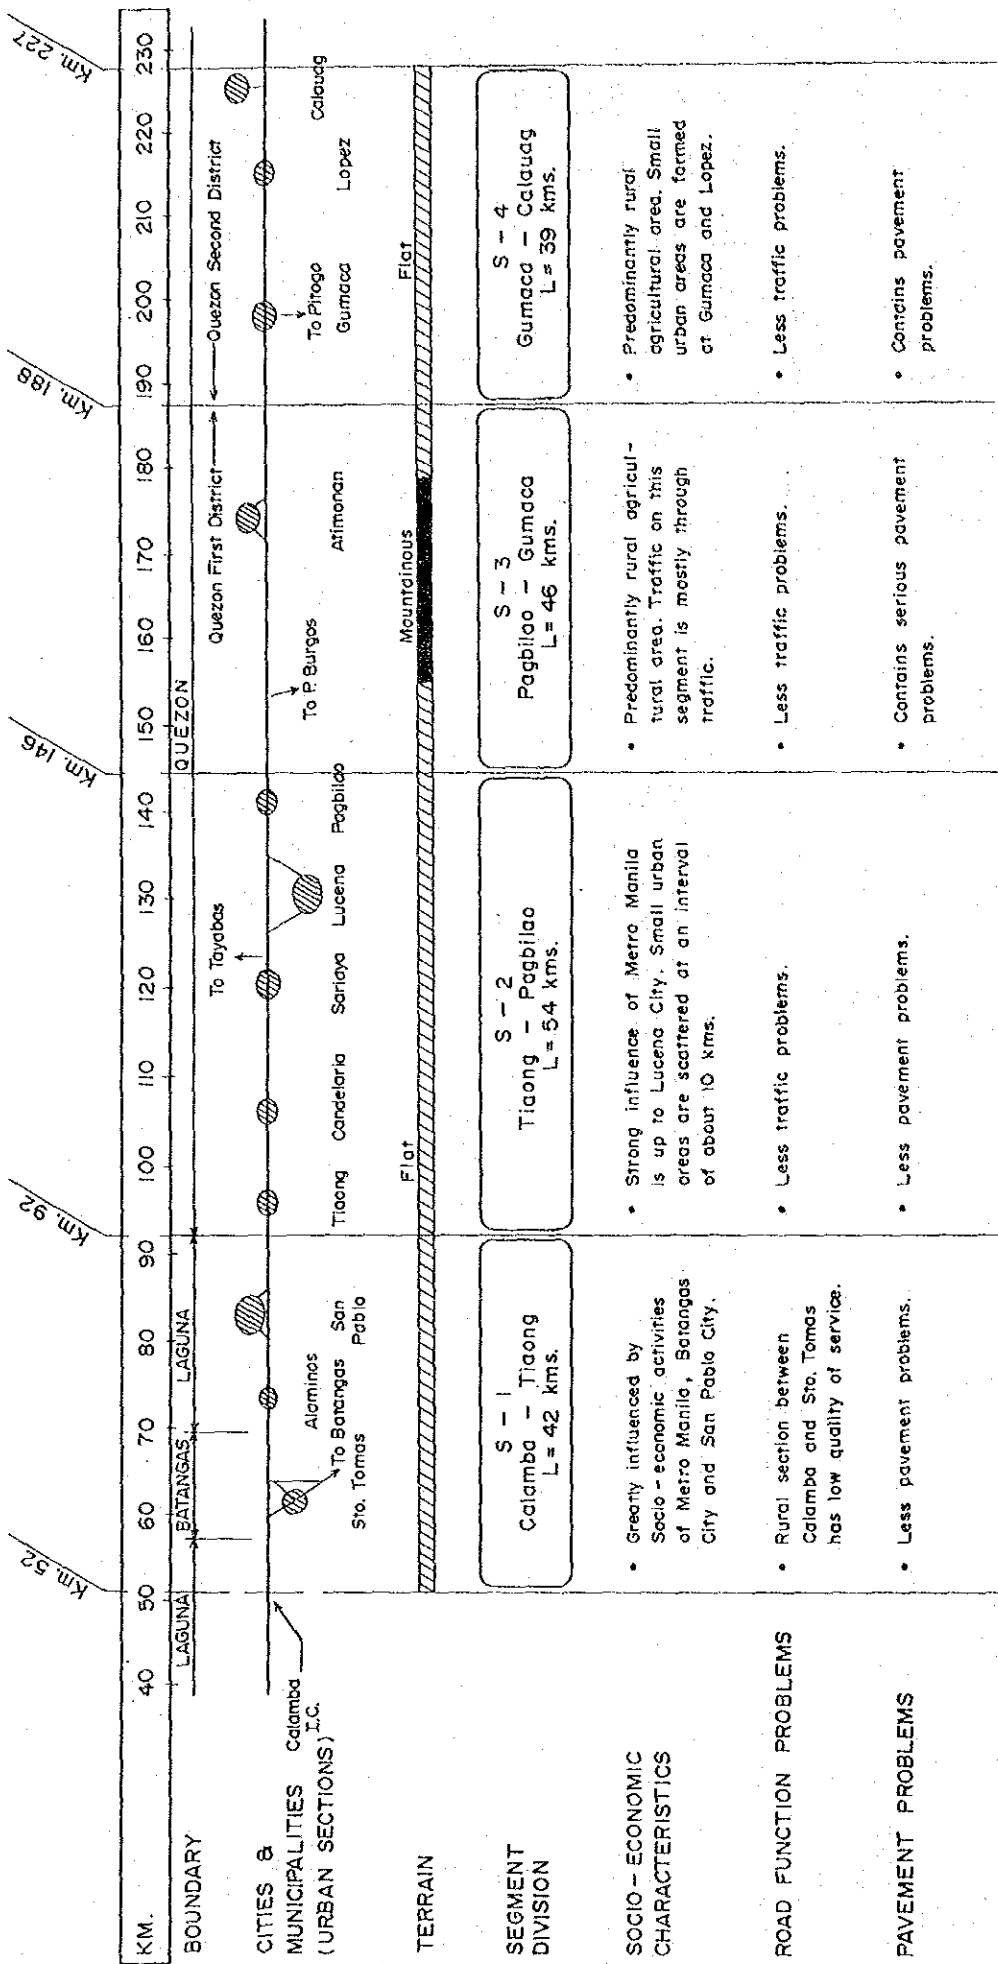 Km. 52
Km. 92
Km. 146
Km. 188
Km. 227
KM.
40 50 60 70 80 90 100 110 120 130 140 150 160 170 180 190 200 210 220 230
BOUNDARY
LAGUNA
BATANGAS
LAGUNA
QUEZON
Quezon First District
Quezon Second District
CITIES &
MUNICIPALITIES
(URBAN SECTIONS)
Calamba
I.C.
Sto. Tomas
To Batangas
Alaminos
San
Pablo
Tiaong
Candelaria
Sariaya
To Tayabas
Lucena
Pagbilao
To P. Burgos
Atimonan
To Pitogo
Gumaca
Lopez
Calauag
TERRAIN
Flat
Mountainous
Flat
SEGMENT
DIVISION
S - 1
Calamba - Tiaong
L = 42 kms.
S - 2
Tiaong - Pagbilao
L = 54 kms.
S - 3
Pagbilao - Gumaca
L = 46 kms.
S - 4
Gumaca - Calauag
L = 39 kms.
SOCIO - ECONOMIC
CHARACTERISTICS
• Greatly influenced by
Socio - economic activities
of Metro Manila, Batangas
City and San Pablo City.
• Strong influence of Metro Manila
is up to Lucena City. Small urban
areas are scattered at an interval
of about 10 kms.
• Predominantly rural agricul-
tural area. Traffic on this
segment is mostly through
traffic.
• Predominantly rural
agricultural area. Small
urban areas are formed
at Gumaca and Lopez.
ROAD FUNCTION PROBLEMS
• Rural section between
Calamba and Sto. Tomas
has low quality of service.
• Less traffic problems.
• Less traffic problems.
• Less traffic problems.
PAVEMENT PROBLEMS
• Less pavement problems.
• Less pavement problems.
• Contains serious pavement
problems.
• Contains pavement
problems.